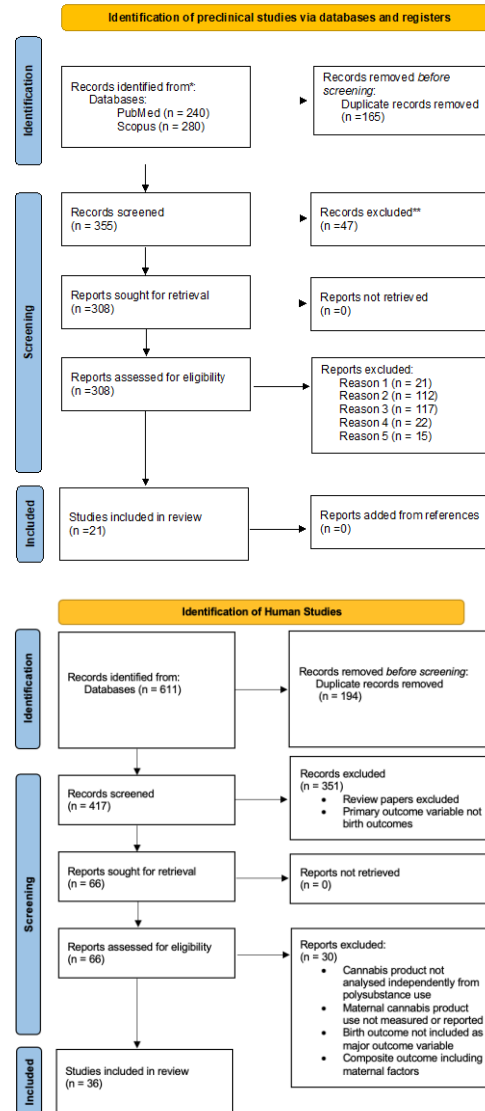 Identification of preclinical studies via databases and registers
Identification
Records identified from*:
Databases:
PubMed (n = 240)
Scopus (n = 280)
Records removed before
screening:
Duplicate records removed
(n =165)
Screening
Records screened
(n = 355)
Records excluded**
(n =47)
Reports sought for retrieval
(n =308)
Reports not retrieved
(n =0)
Reports assessed for eligibility
(n =308)
Reports excluded:
Reason 1 (n = 21)
Reason 2 (n = 112)
Reason 3 (n = 117)
Reason 4 (n = 22)
Reason 5 (n = 15)
Included
Studies included in review
(n =21)
Reports added from references
(n =0)
Identification of Human Studies
Identification
Records identified from:
Databases (n = 611)
Records removed before screening:
Duplicate records removed
(n = 194)
Screening
Records screened
(n = 417)
Records excluded
(n = 351)
• Review papers excluded
• Primary outcome variable not
birth outcomes
Reports sought for retrieval
(n = 66)
Reports not retrieved
(n = 0)
Reports assessed for eligibility
(n = 66)
Reports excluded:
(n = 30)
• Cannabis product not
analysed independently from
polysubstance use
• Maternal cannabis product
use not measured or reported
• Birth outcome not included as
major outcome variable
• Composite outcome including
maternal factors
Included
Studies included in review
(n = 36)